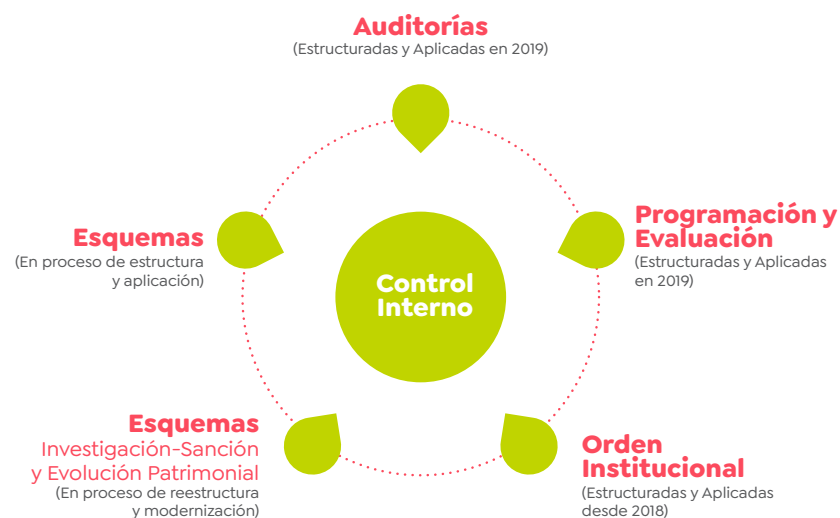 Auditorías
(Estructuradas y Aplicadas en 2019)
Programación y
Evaluación
(Estructuradas y Aplicadas
en 2019)
Esquemas
(En proceso de estructura
y aplicación)
Control
Interno
Esquemas
Investigación-Sanción
y Evolución Patrimonial
(En proceso de reestructura
y modernización)
Orden
Institucional
(Estructuradas y Aplicadas
desde 2018)